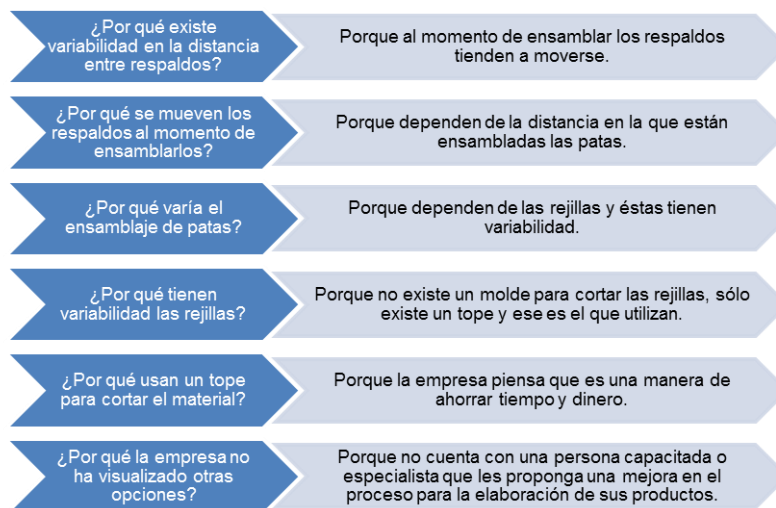 ¿Por qué existe
variabilidad en la distancia
entre respaldos?
Porque al momento de ensamblar los respaldos
tienden a moverse.
¿Por qué se mueven los
respaldos al momento de
ensamblarlos?
Porque dependen de la distancia en la que están
ensambladas las patas.
¿Por qué varía el
ensamblaje de patas?
Porque dependen de las rejillas y éstas tienen
variabilidad.
¿Por qué tienen
variabilidad las rejillas?
Porque no existe un molde para cortar las rejillas, sólo
existe un tope y ese es el que utilizan.
¿Por qué usan un tope
para cortar el material?
Porque la empresa piensa que es una manera de
ahorrar tiempo y dinero.
¿Por qué la empresa no
ha visualizado otras
opciones?
Porque no cuenta con una persona capacitada o
especialista que les proponga una mejora en el
proceso para la elaboración de sus productos.